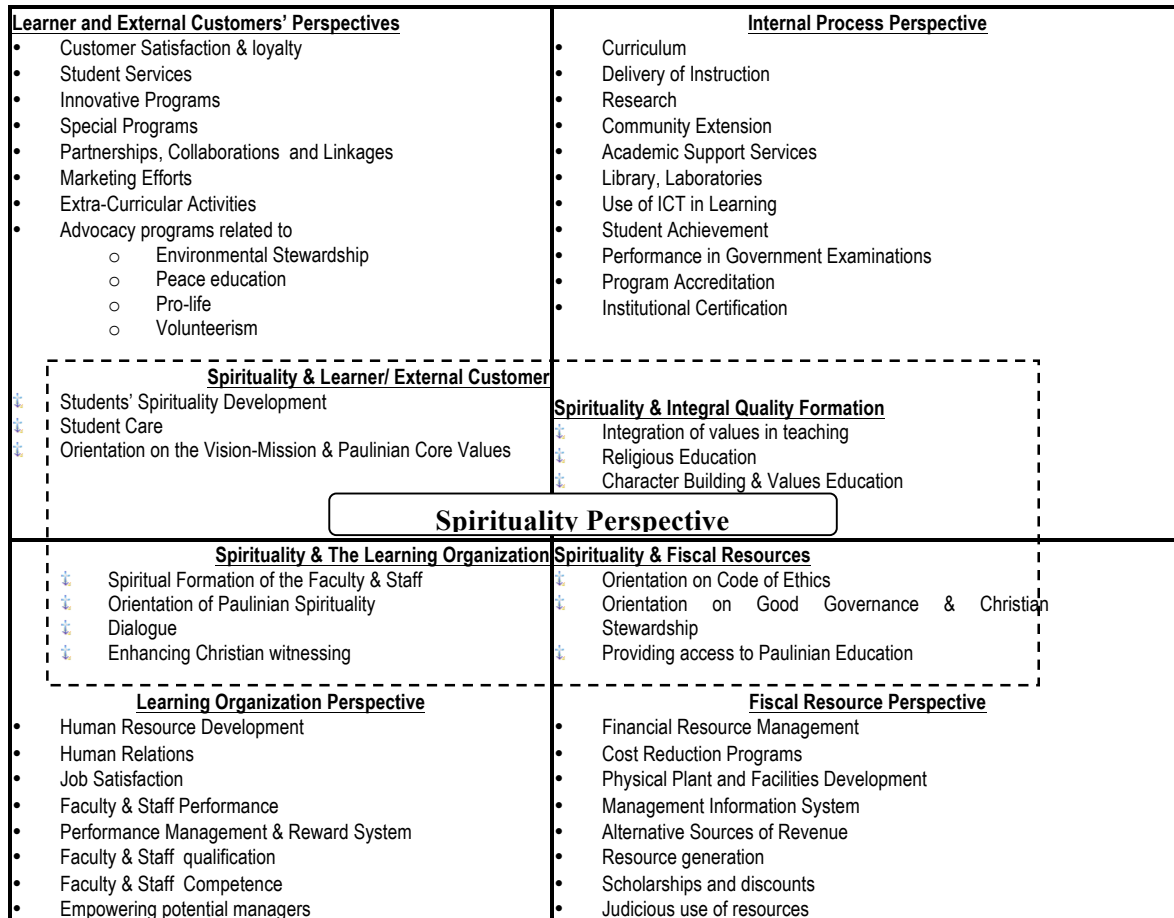 Learner and External Customers’ Perspectives
• Customer Satisfaction & loyalty
• Student Services
• Innovative Programs
• Special Programs
• Partnerships, Collaborations and Linkages
• Marketing Efforts
• Extra-Curricular Activities
• Advocacy programs related to
o Environmental Stewardship
o Peace education
o Pro-life
o Volunteerism
Spirituality & Learner/ External Customer
Students’ Spirituality Development
Student Care
Orientation on the Vision-Mission & Paulinian Core Values
Internal Process Perspective
• Curriculum
• Delivery of Instruction
• Research
• Community Extension
• Academic Support Services
• Library, Laboratories
• Use of ICT in Learning
• Student Achievement
• Performance in Government Examinations
• Program Accreditation
• Institutional Certification
Spirituality & Integral Quality Formation
Integration of values in teaching
Religious Education
Character Building & Values Education
Spirituality Perspective
Spirituality & The Learning Organization
Spiritual Formation of the Faculty & Staff
Orientation of Paulinian Spirituality
Dialogue
Enhancing Christian witnessing
Learning Organization Perspective
• Human Resource Development
• Human Relations
• Job Satisfaction
• Faculty & Staff Performance
• Performance Management & Reward System
• Faculty & Staff qualification
• Faculty & Staff Competence
• Empowering potential managers
Spirituality & Fiscal Resources
Orientation on Code of Ethics
Orientation on Good Governance & Christian
Stewardship
Providing access to Paulinian Education
Fiscal Resource Perspective
• Financial Resource Management
• Cost Reduction Programs
• Physical Plant and Facilities Development
• Management Information System
• Alternative Sources of Revenue
• Resource generation
• Scholarships and discounts
• Judicious use of resources